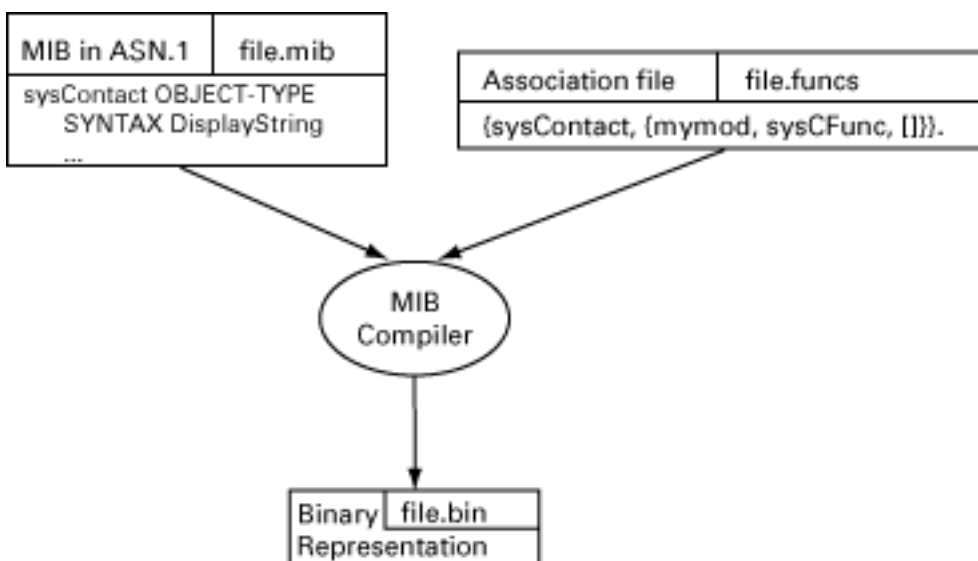 MIB in ASN.1
file.mib
sysContact OBJECT-TYPE
SYNTAX DisplayString
...
Association file
file.funcs
{sysContact, {mymod, sysCFunc, []}}.
MIB
Compiler
Binary
file.bin
Representation